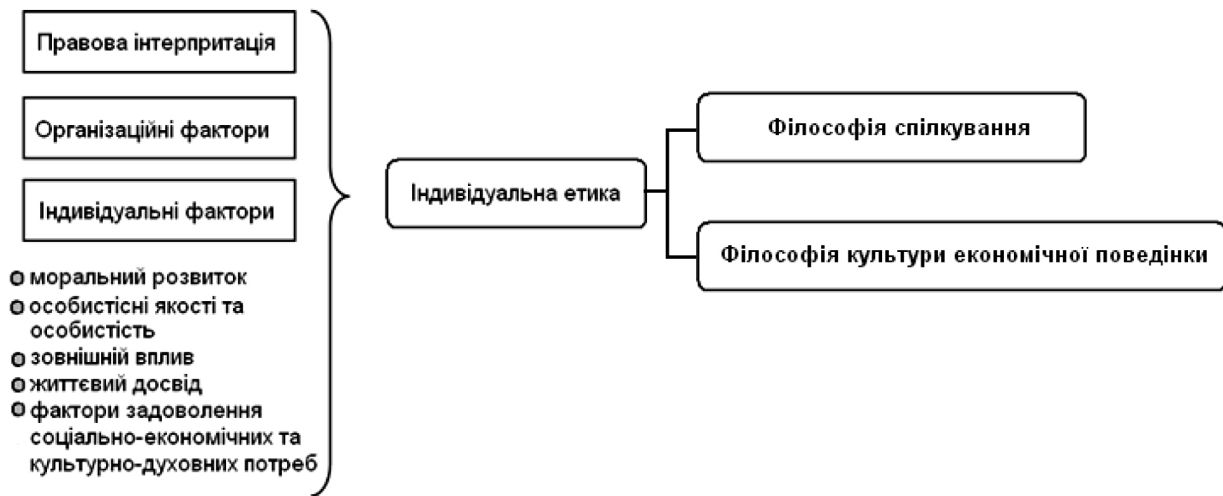 Правова інтерпритація
Організаційні фактори
Індивідуальні фактори
моральний розвиток
особистісні якості та
особистість
зовнішній вплив
життєвий досвід
фактори задоволення
соціально-економічних та
культурно-духовних потреб
Індивідуальна етика
Філософія спілкування
Філософія культури економічної поведінки